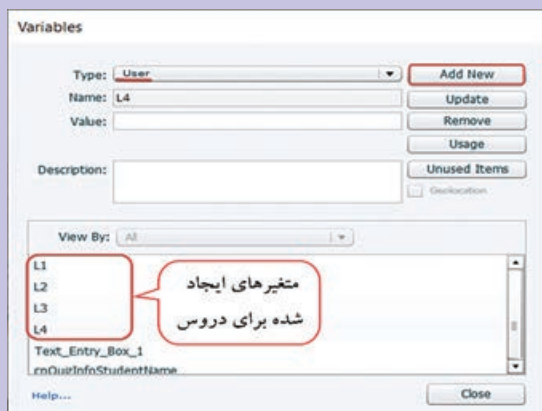 Variables
Type: User
Add New
Name: L4
Update
Value:
Remove
Usage
Description:
Unused Items
Geolocation
View By: All
L1
L2
L3
L4
متغیرهای ایجاد
شده برای دروس
Text_Entry_Box_1
cpQuizInfoStudentName
Help...
Close